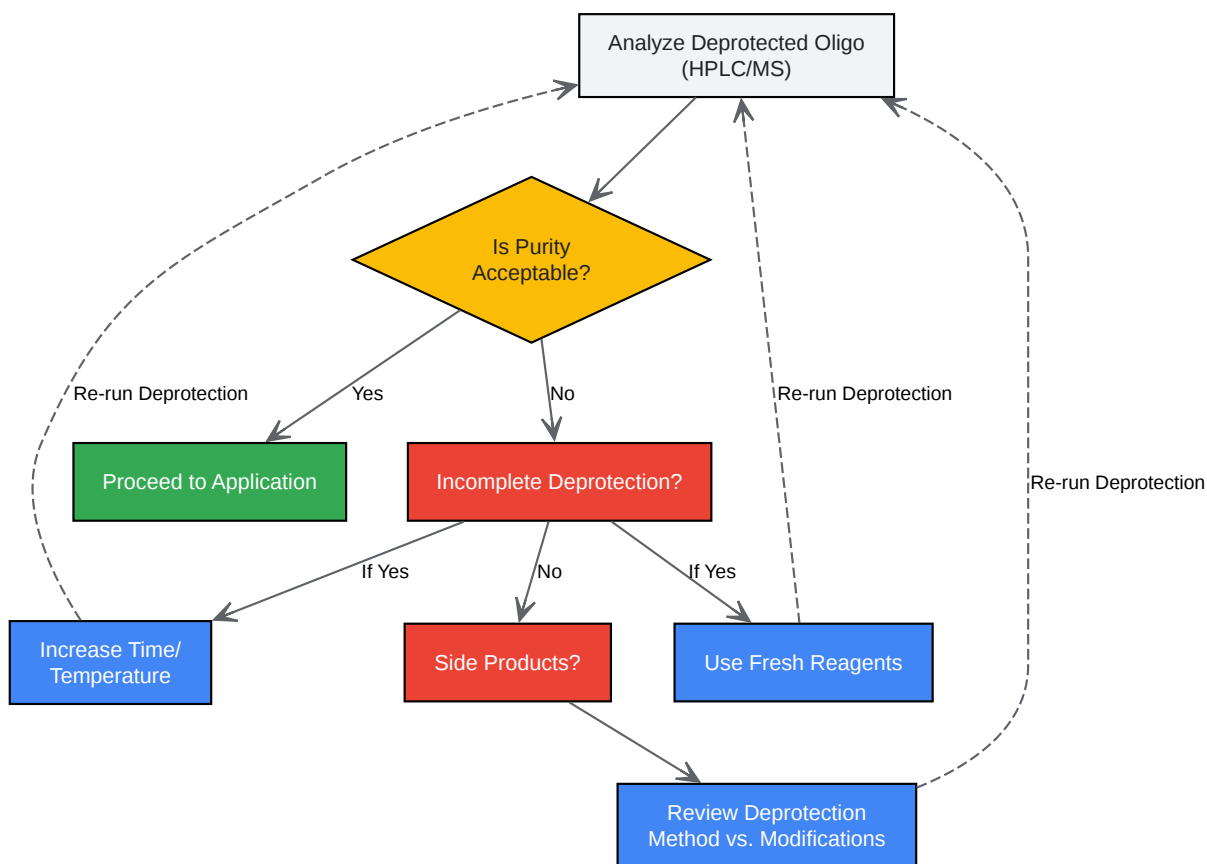 Analyze Deprotected Oligo
(HPLC/MS)
Is Purity
Acceptable?
Re-run Deprotection
Yes
No
Re-run Deprotection
Re-run Deprotection
Proceed to Application
Incomplete Deprotection?
If Yes
No
If Yes
Increase Time/
Temperature
Side Products?
Use Fresh Reagents
Review Deprotection
Method vs. Modifications